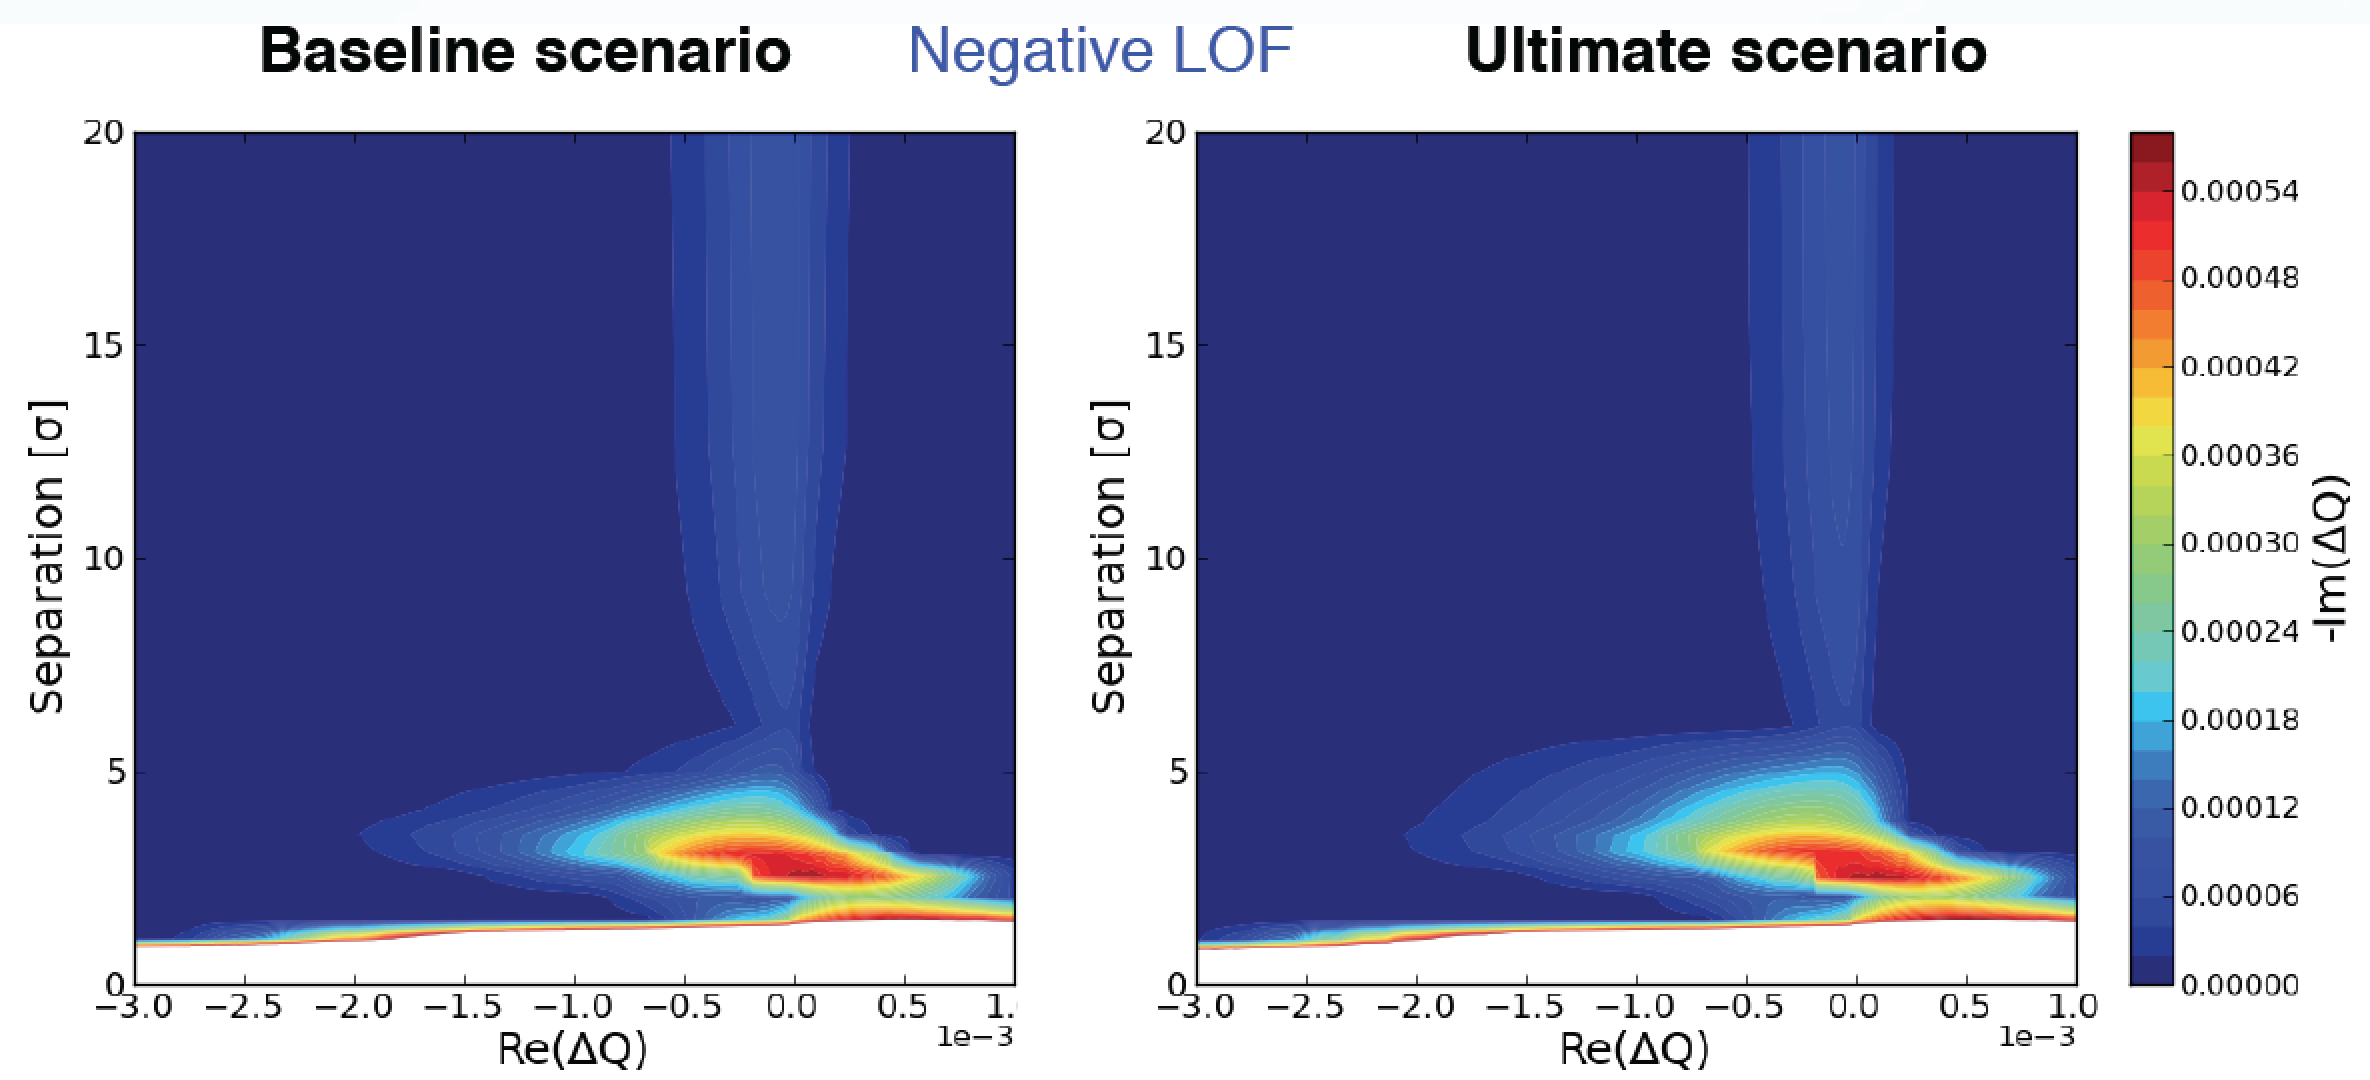 Baseline scenario Negative LOF Ultimate scenario
20
15
10
5
0
Separation [σ]
−3.0 −2.5 −2.0 −1.5 −1.0 −0.5 0.0 0.5 1.
1e−3
Re(ΔQ)
20
15
10
5
0
Separation [σ]
−3.0 −2.5 −2.0 −1.5 −1.0 −0.5 0.0 0.5 1.0
1e−3
Re(ΔQ)
0.00054
0.00048
0.00042
0.00036
0.00030
0.00024
0.00018
0.00012
0.00006
0.00000
-Im(ΔQ)